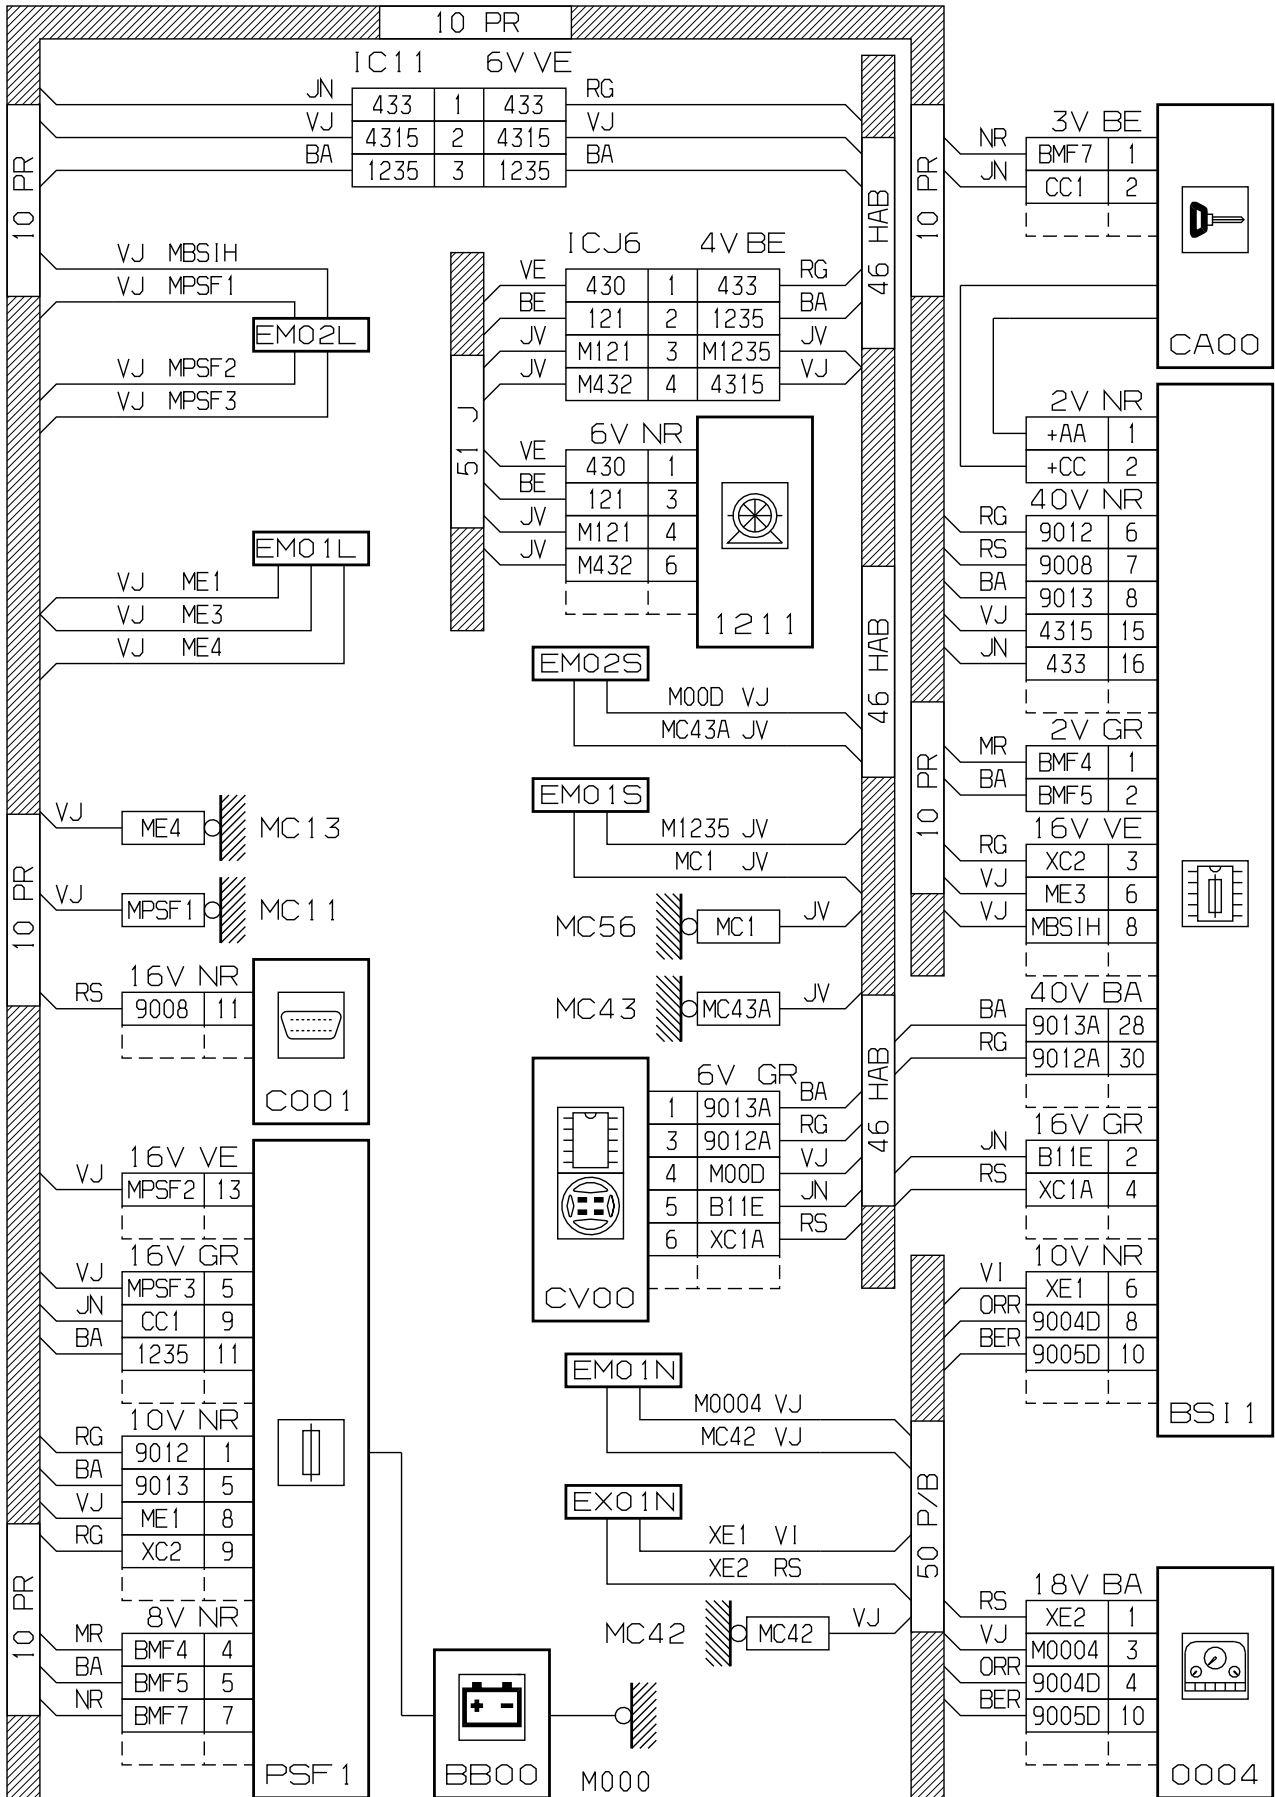 10 PR
IC11 6V VE
JN 433 1 433 RG
VJ 4315 2 4315 VJ
BA 1235 3 1235 BA
10 PR
46 HAB
10 PR
3V BE
NR BMF7 1
JN CC1 2
CA00
VJ MBSIH
VJ MPSF1
EM02L
VJ MPSF2
VJ MPSF3
ICJ6 4V BE
VE 430 1 433 RG
BE 121 2 1235 BA
JV M121 3 M1235 JV
JV M432 4 4315 VJ
51 J
6V NR
VE 430 1
BE 121 3
JV M121 4
JV M432 6
1211
2V NR
+AA 1
+CC 2
40V NR
RG 9012 6
RS 9008 7
BA 9013 8
VJ 4315 15
JN 433 16
EM01L
VJ ME1
VJ ME3
VJ ME4
EM02S
M00D VJ
MC43A JV
46 HAB
10 PR
2V GR
MR BMF4 1
BA BMF5 2
16V VE
RG XC2 3
VJ ME3 6
VJ MBSIH 8
EM01S
M1235 JV
MC1 JV
VJ ME4 MC13
10 PR
VJ MPSF1 MC11
MC56 MC1 JV
MC43 MC43A JV
16V NR
RS 9008 11
C001
40V BA
BA 9013A 28
RG 9012A 30
16V GR
JN B11E 2
RS XC1A 4
46 HAB
6V GR
1 9013A BA
3 9012A RG
4 M00D VJ
5 B11E JN
6 XC1A RS
CV00
16V VE
VJ MPSF2 13
16V GR
VJ MPSF3 5
JN CC1 9
BA 1235 11
10V NR
RG 9012 1
BA 9013 5
VJ ME1 8
RG XC2 9
10 PR
8V NR
MR BMF4 4
BA BMF5 5
NR BMF7 7
PSF1
10V NR
VI XE1 6
ORR 9004D 8
BER 9005D 10
BSI1
EM01N
M0004 VJ
MC42 VJ
EX01N
XE1 VI
XE2 RS
50 P/B
MC42 MC42 VJ
18V BA
RS XE2 1
VJ M0004 3
ORR 9004D 4
BER 9005D 10
0004
+ -
BB00
M000